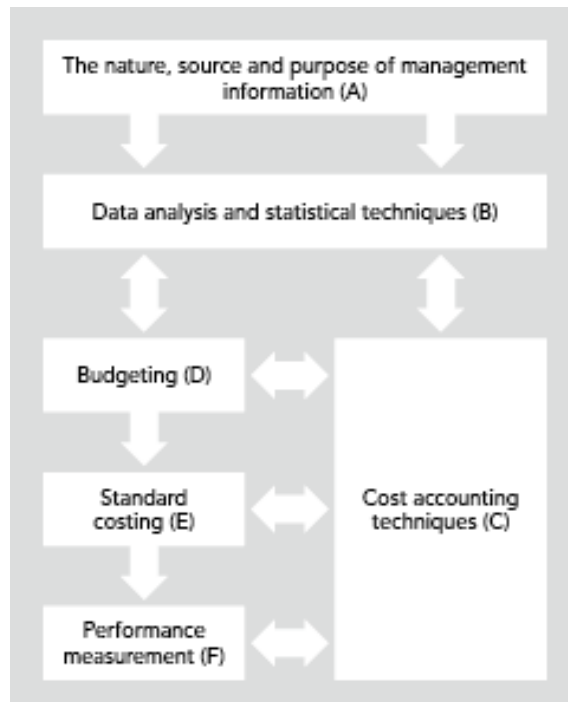 The nature, source and purpose of management
information (A)
Data analysis and statistical techniques (B)
Budgeting (D)
Standard
costing (E)
Cost accounting
techniques (C)
Performance
measurement (F)